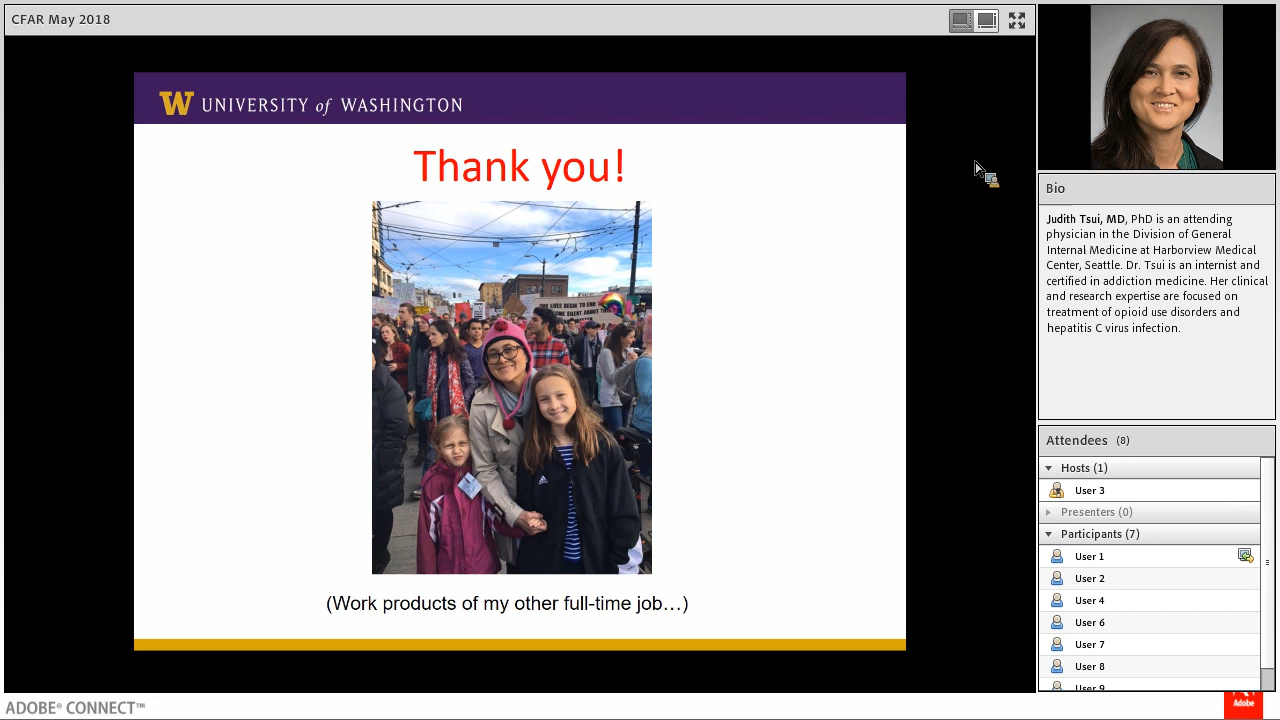 CFAR May 2018
W UNIVERSITY of WASHINGTON
Thank you!
(Work products of my other full-time job…)
Bio
Judith Tsui, MD, PhD is an attending
physician in the Division of General
Internal Medicine at Harborview Medical
Center, Seattle. Dr. Tsui is an internist and
certified in addiction medicine. Her clinical
and research expertise are focused on
treatment of opioid use disorders and
hepatitis C virus infection.
Attendees (8)
Hosts (1)
User 3
Presenters (0)
Participants (7)
User 1
User 2
User 4
User 6
User 7
User 8
User 9
ADOBE® CONNECT™
Adobe